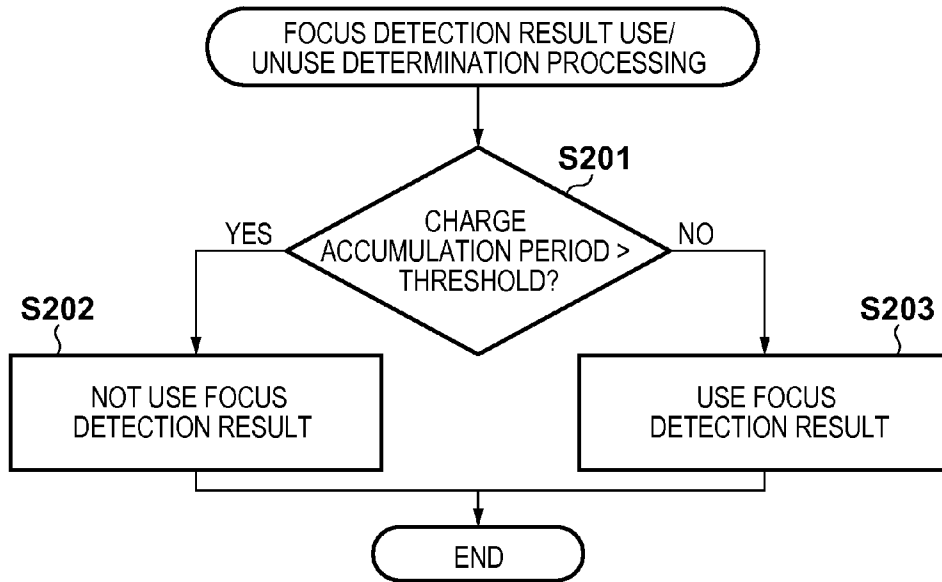 FOCUS DETECTION RESULT USE/
UNUSE DETERMINATION PROCESSING
S201
CHARGE
ACCUMULATION PERIOD >
THRESHOLD?
YES
NO
S202
NOT USE FOCUS
DETECTION RESULT
S203
USE FOCUS
DETECTION RESULT
END